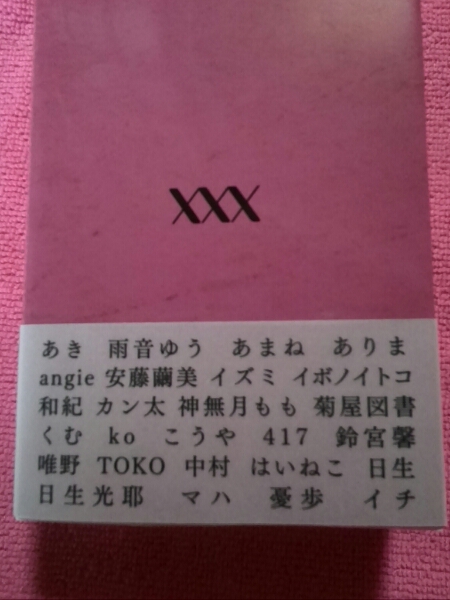 XXX
あき 雨音ゆう あまね ありま
angie 安藤繭美 イズミ イボノイトコ
和紀 カン太 神無月もも 菊屋図書
くむ ko こうや 417 鈴宮馨
唯野 TOKO 中村 はいねこ 日生
日生光耶 マハ 憂歩 イチ